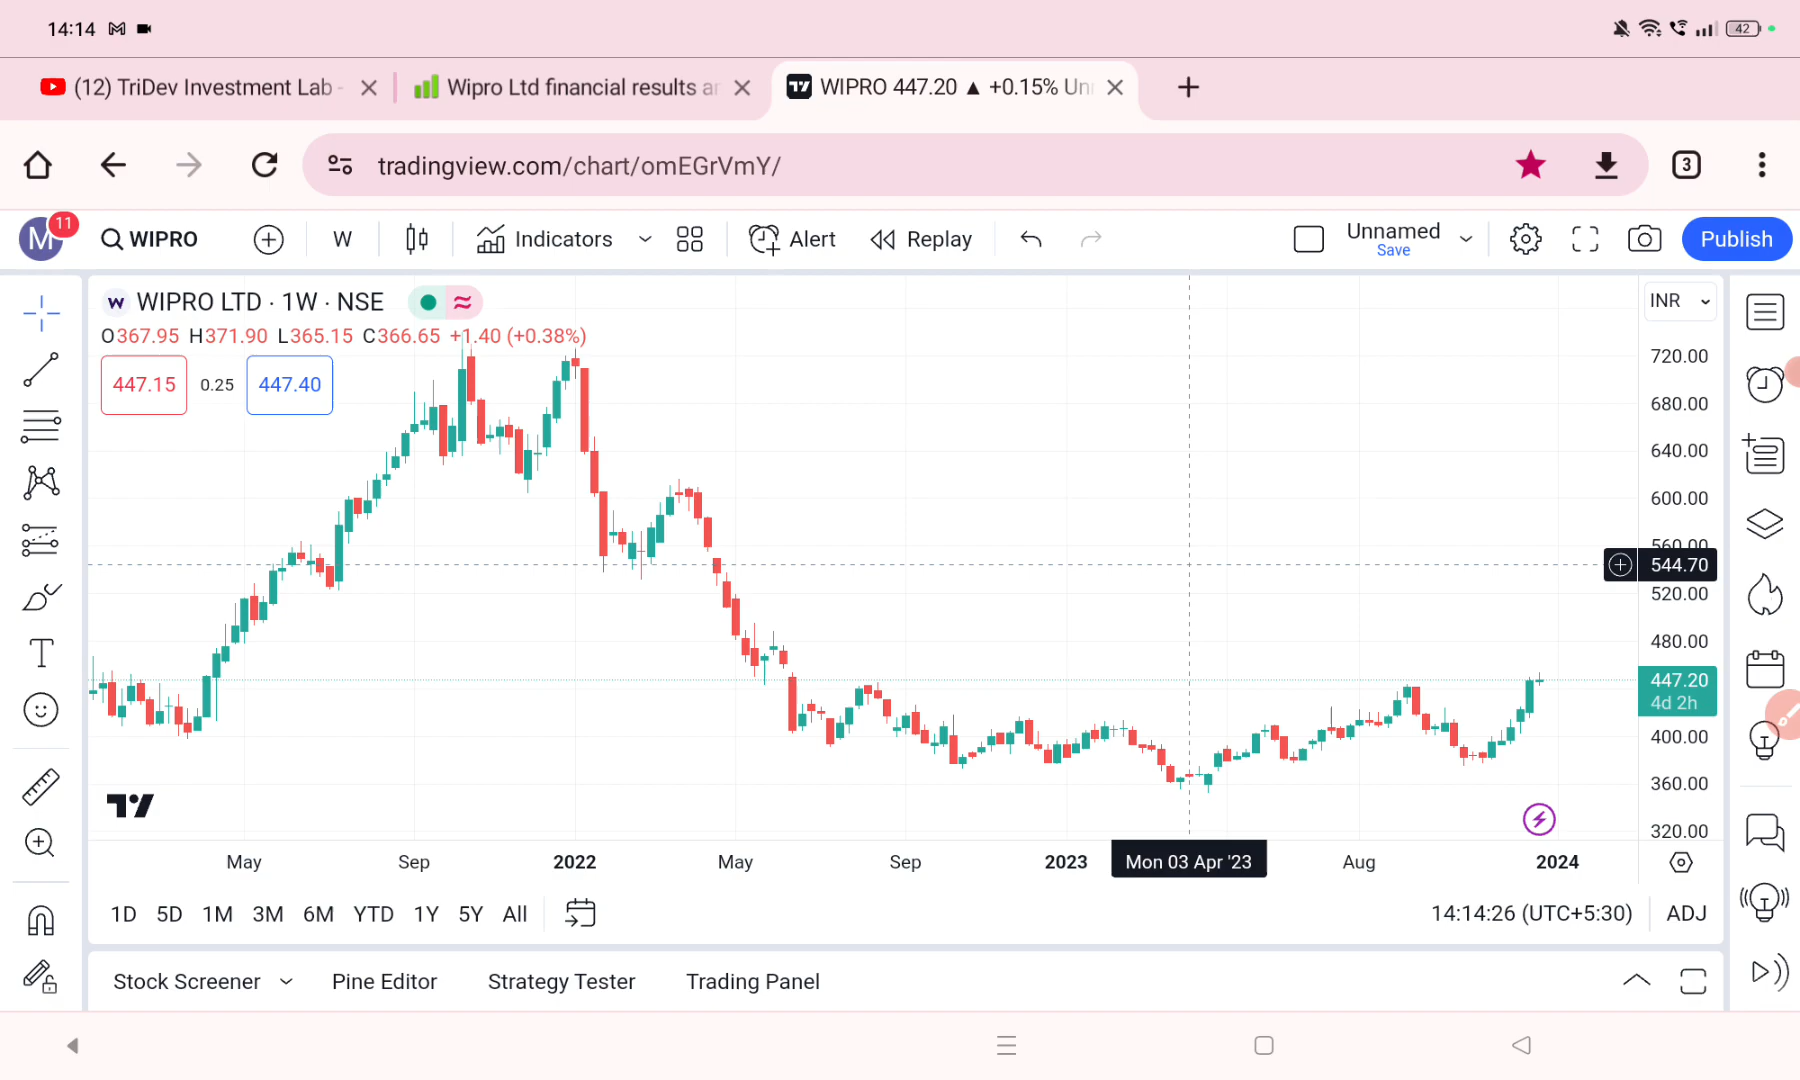 14:14
42
(12) TriDev Investment Lab -
Wipro Ltd financial results an
WIPRO 447.20 ▲ +0.15% Un
tradingview.com/chart/omEGrVmY/
3
M
11
WIPRO
W
Indicators
Alert
Replay
Unnamed
Save
Publish
W WIPRO LTD · 1W · NSE
O367.95 H371.90 L365.15 C366.65 +1.40 (+0.38%)
447.15
0.25
447.40
INR
720.00
680.00
640.00
600.00
560.00
544.70
520.00
480.00
447.20
4d 2h
400.00
360.00
320.00
May
Sep
2022
May
Sep
2023
Mon 03 Apr '23
Aug
2024
1D 5D 1M 3M 6M YTD 1Y 5Y All
14:14:26 (UTC+5:30)
ADJ
Stock Screener
Pine Editor
Strategy Tester
Trading Panel